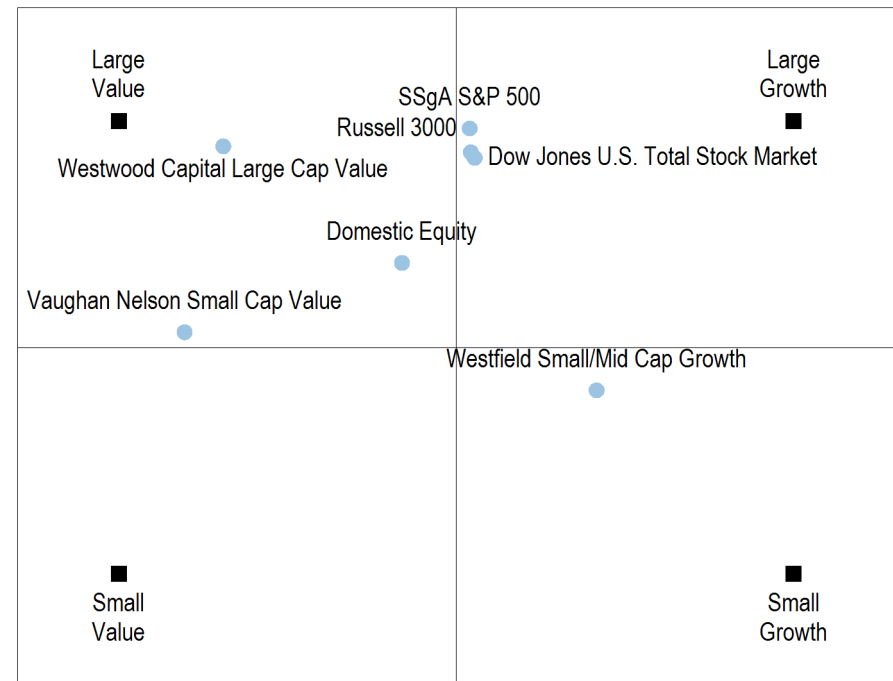 Large
Value
Large
Growth
SSgA S&P 500
Russell 3000
Dow Jones U.S. Total Stock Market
Westwood Capital Large Cap Value
Domestic Equity
Vaughan Nelson Small Cap Value
Westfield Small/Mid Cap Growth
Small
Value
Small
Growth